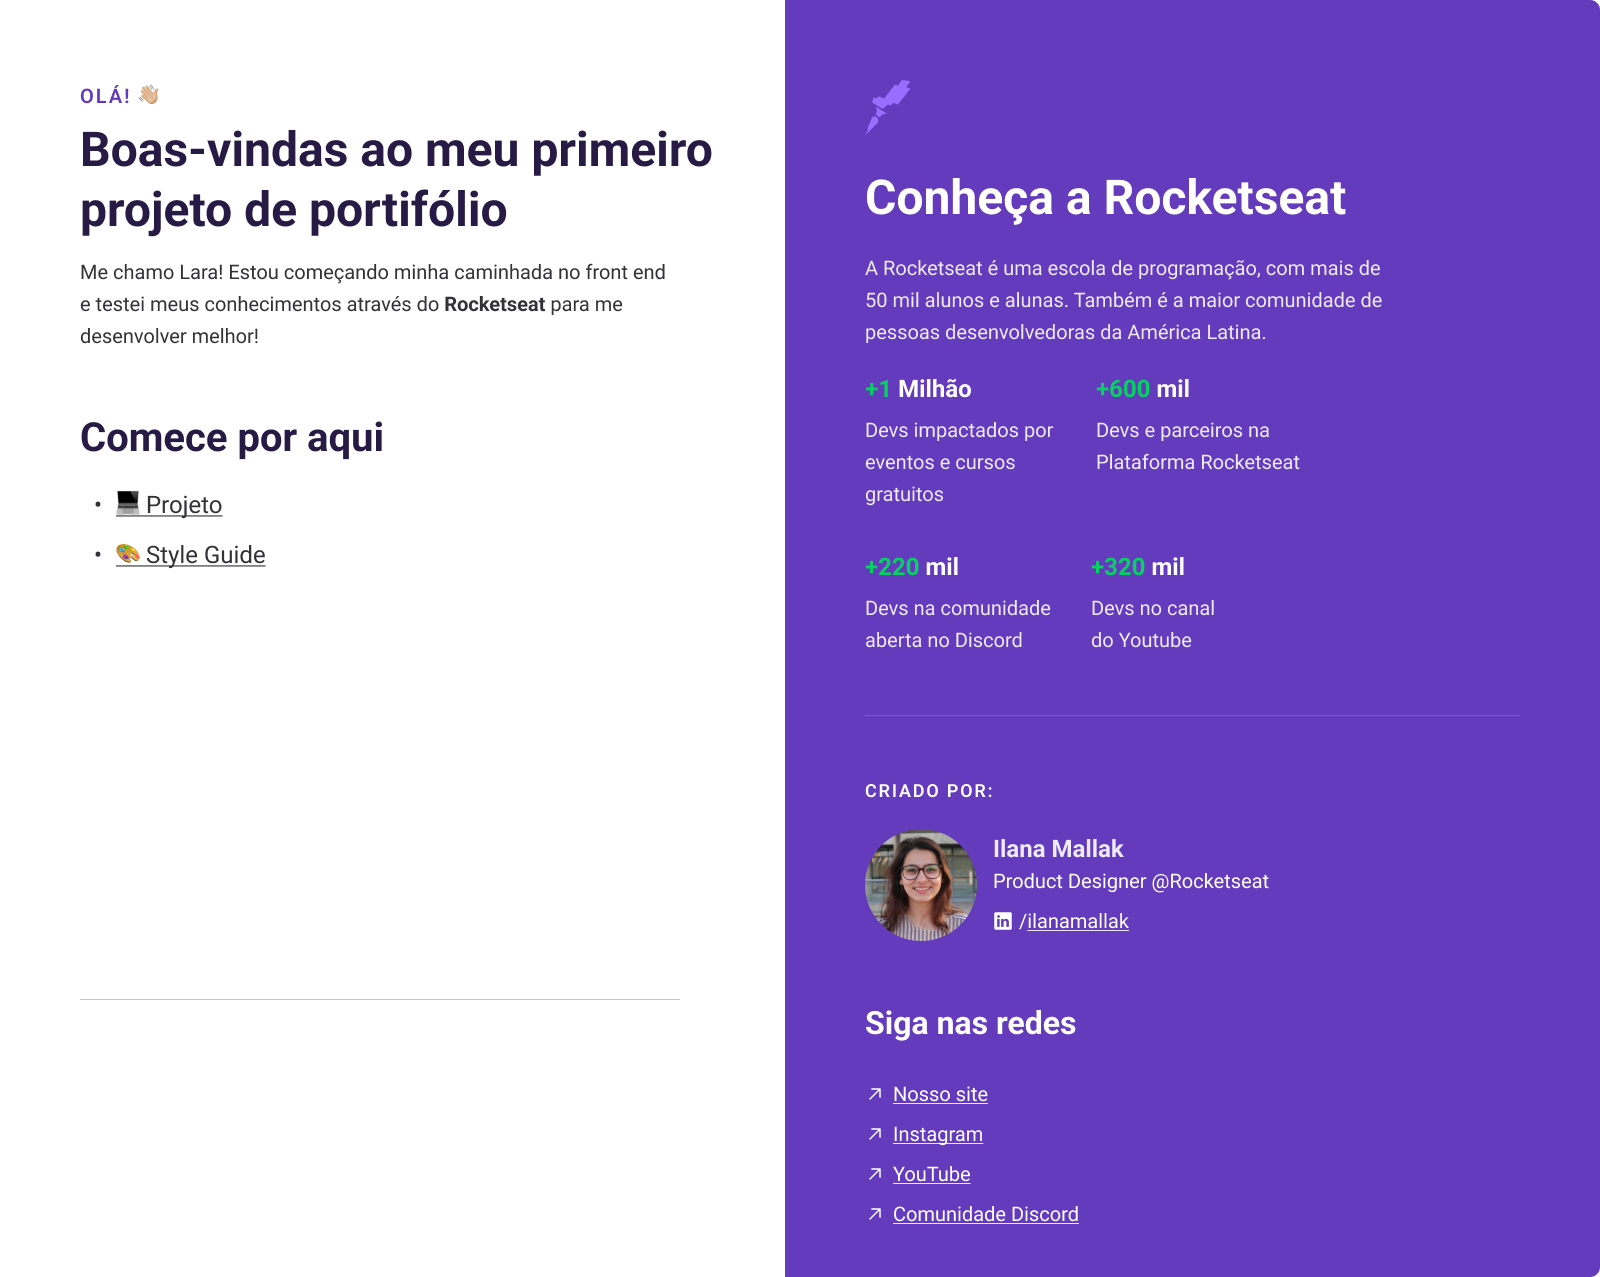 OLÁ! 👋🏼
Boas-vindas ao meu primeiro
projeto de portifólio
Me chamo Lara! Estou começando minha caminhada no front end
e testei meus conhecimentos através do Rocketseat para me
desenvolver melhor!
Comece por aqui
• 💻 Projeto
• 🎨 Style Guide
Conheça a Rocketseat
A Rocketseat é uma escola de programação, com mais de
50 mil alunos e alunas. Também é a maior comunidade de
pessoas desenvolvedoras da América Latina.
+1 Milhão
Devs impactados por
eventos e cursos
gratuitos
+600 mil
Devs e parceiros na
Plataforma Rocketseat
+220 mil
Devs na comunidade
aberta no Discord
+320 mil
Devs no canal
do Youtube
CRIADO POR:
Ilana Mallak
Product Designer @Rocketseat
in /ilanamallak
Siga nas redes
Nosso site
Instagram
YouTube
Comunidade Discord